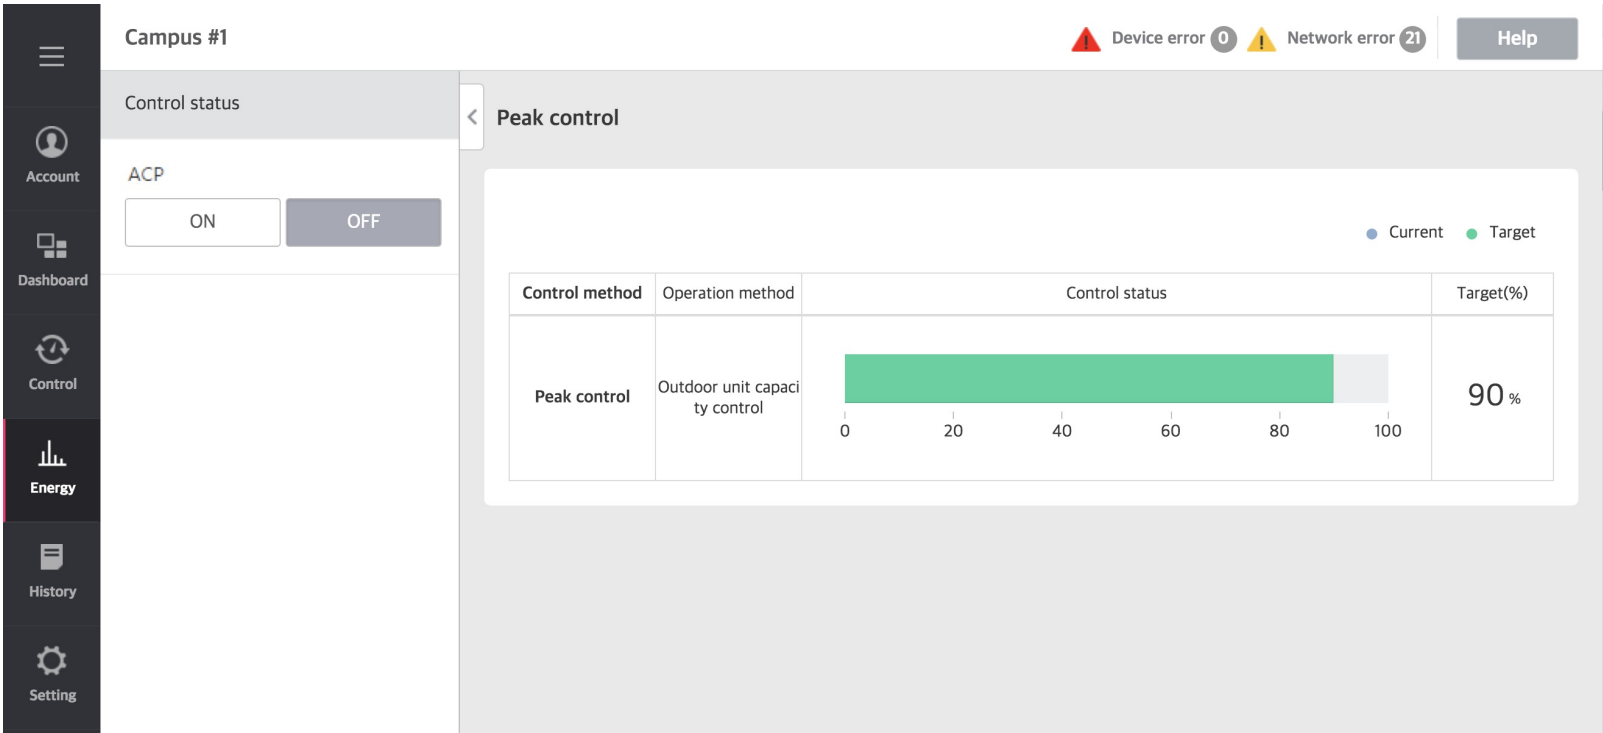 Campus #1
Device error 0
Network error 21
Help
Account
Dashboard
Control
Energy
History
Setting
Control status
ACP
ON
OFF
Peak control
Current
Target
Control method
Operation method
Control status
Target(%)
Peak control
Outdoor unit capaci
ty control
0 20 40 60 80 100
90 %